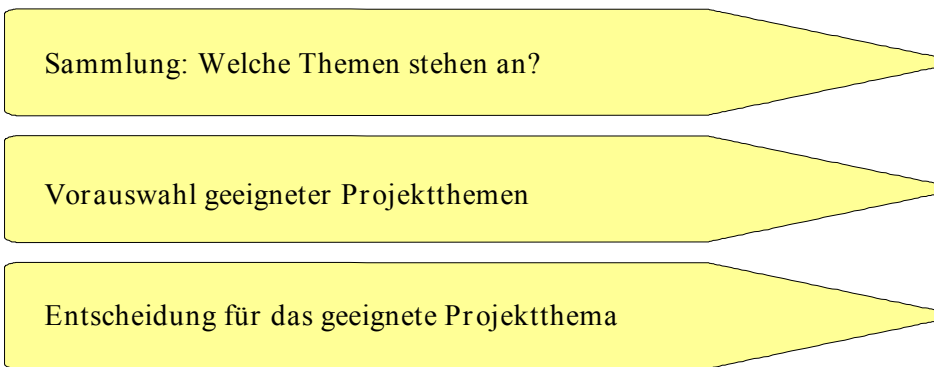 Sammlung: Welche Themen stehen an?
Vorauswahl geeigneter Projektthemen
Entscheidung für das geeignete Projektthema